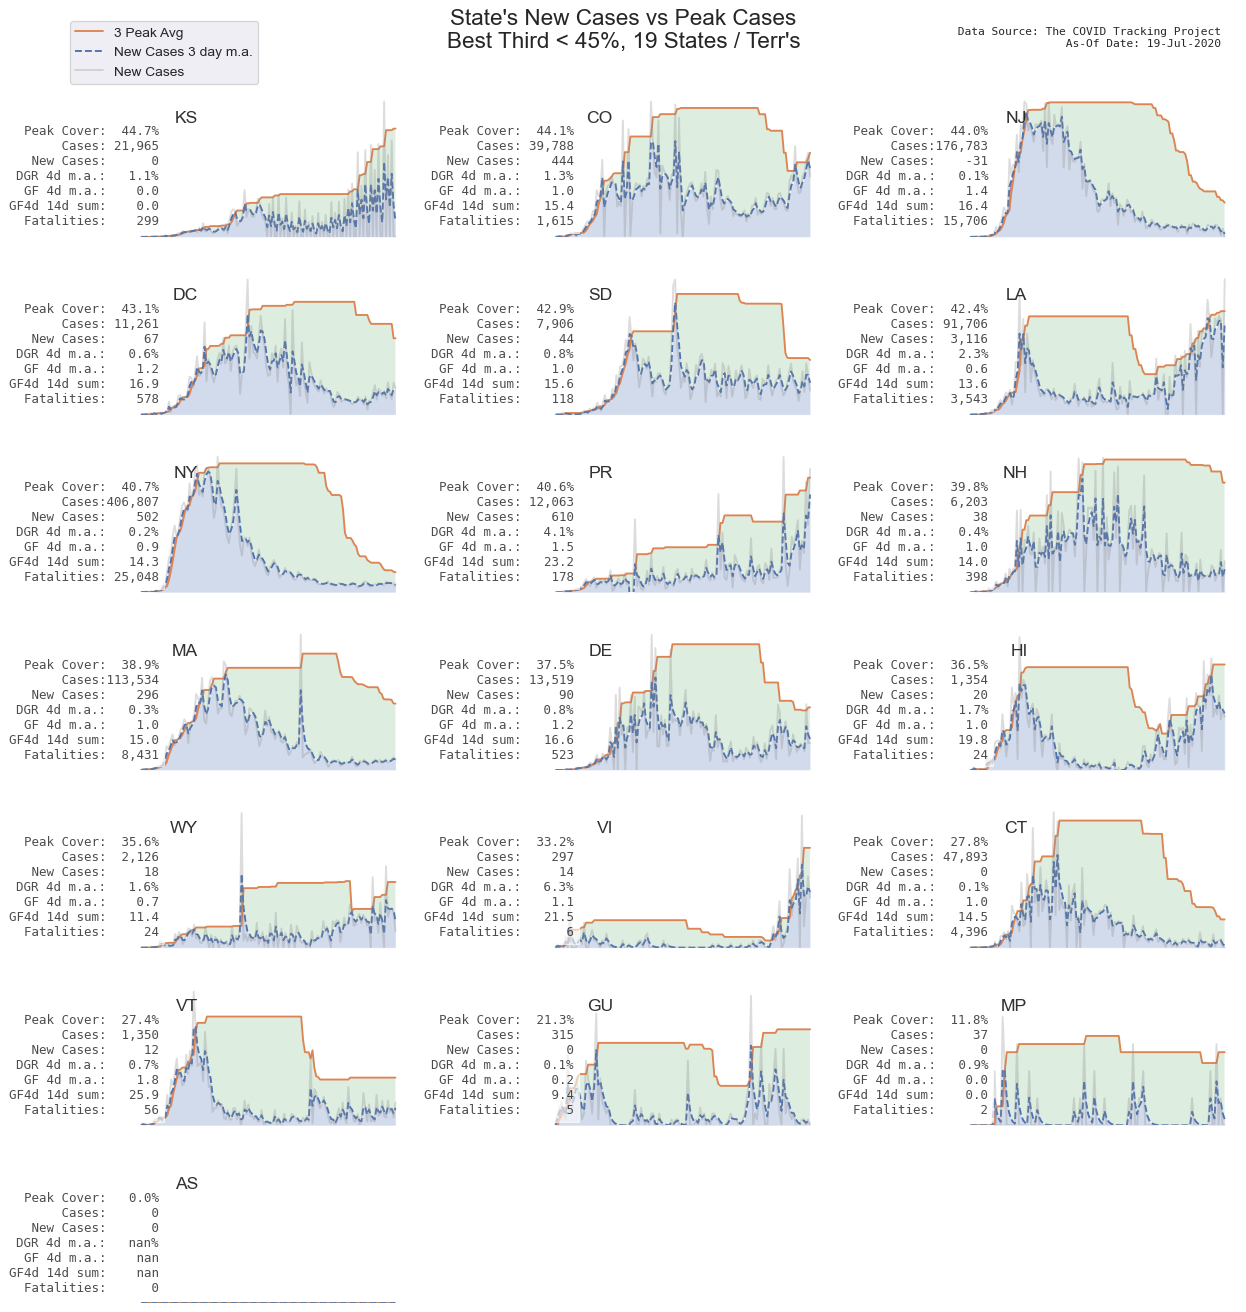 State's New Cases vs Peak Cases
Best Third < 45%, 19 States / Terr's
3 Peak Avg
New Cases 3 day m.a.
New Cases
Data Source: The COVID Tracking Project
As-Of Date: 19-Jul-2020
KS
Peak Cover: 44.7%
Cases: 21,965
New Cases: 0
DGR 4d m.a.: 1.1%
GF 4d m.a.: 0.0
GF4d 14d sum: 0.0
Fatalities: 299
CO
Peak Cover: 44.1%
Cases: 39,788
New Cases: 444
DGR 4d m.a.: 1.3%
GF 4d m.a.: 1.0
GF4d 14d sum: 15.4
Fatalities: 1,615
NJ
Peak Cover: 44.0%
Cases:176,783
New Cases: -31
DGR 4d m.a.: 0.1%
GF 4d m.a.: 1.4
GF4d 14d sum: 16.4
Fatalities: 15,706
DC
Peak Cover: 43.1%
Cases: 11,261
New Cases: 67
DGR 4d m.a.: 0.6%
GF 4d m.a.: 1.2
GF4d 14d sum: 16.9
Fatalities: 578
SD
Peak Cover: 42.9%
Cases: 7,906
New Cases: 44
DGR 4d m.a.: 0.8%
GF 4d m.a.: 1.0
GF4d 14d sum: 15.6
Fatalities: 118
LA
Peak Cover: 42.4%
Cases: 91,706
New Cases: 3,116
DGR 4d m.a.: 2.3%
GF 4d m.a.: 0.6
GF4d 14d sum: 13.6
Fatalities: 3,543
NY
Peak Cover: 40.7%
Cases:406,807
New Cases: 502
DGR 4d m.a.: 0.2%
GF 4d m.a.: 0.9
GF4d 14d sum: 14.3
Fatalities: 25,048
PR
Peak Cover: 40.6%
Cases: 12,063
New Cases: 610
DGR 4d m.a.: 4.1%
GF 4d m.a.: 1.5
GF4d 14d sum: 23.2
Fatalities: 178
NH
Peak Cover: 39.8%
Cases: 6,203
New Cases: 38
DGR 4d m.a.: 0.4%
GF 4d m.a.: 1.0
GF4d 14d sum: 14.0
Fatalities: 398
MA
Peak Cover: 38.9%
Cases:113,534
New Cases: 296
DGR 4d m.a.: 0.3%
GF 4d m.a.: 1.0
GF4d 14d sum: 15.0
Fatalities: 8,431
DE
Peak Cover: 37.5%
Cases: 13,519
New Cases: 90
DGR 4d m.a.: 0.8%
GF 4d m.a.: 1.2
GF4d 14d sum: 16.6
Fatalities: 523
HI
Peak Cover: 36.5%
Cases: 1,354
New Cases: 20
DGR 4d m.a.: 1.7%
GF 4d m.a.: 1.0
GF4d 14d sum: 19.8
Fatalities: 24
WY
Peak Cover: 35.6%
Cases: 2,126
New Cases: 18
DGR 4d m.a.: 1.6%
GF 4d m.a.: 0.7
GF4d 14d sum: 11.4
Fatalities: 24
VI
Peak Cover: 33.2%
Cases: 297
New Cases: 14
DGR 4d m.a.: 6.3%
GF 4d m.a.: 1.1
GF4d 14d sum: 21.5
Fatalities: 6
CT
Peak Cover: 27.8%
Cases: 47,893
New Cases: 0
DGR 4d m.a.: 0.1%
GF 4d m.a.: 1.0
GF4d 14d sum: 14.5
Fatalities: 4,396
VT
Peak Cover: 27.4%
Cases: 1,350
New Cases: 12
DGR 4d m.a.: 0.7%
GF 4d m.a.: 1.8
GF4d 14d sum: 25.9
Fatalities: 56
GU
Peak Cover: 21.3%
Cases: 315
New Cases: 0
DGR 4d m.a.: 0.1%
GF 4d m.a.: 0.2
GF4d 14d sum: 9.4
Fatalities: 5
MP
Peak Cover: 11.8%
Cases: 37
New Cases: 0
DGR 4d m.a.: 0.9%
GF 4d m.a.: 0.0
GF4d 14d sum: 0.0
Fatalities: 2
AS
Peak Cover: 0.0%
Cases: 0
New Cases: 0
DGR 4d m.a.: nan%
GF 4d m.a.: nan
GF4d 14d sum: nan
Fatalities: 0